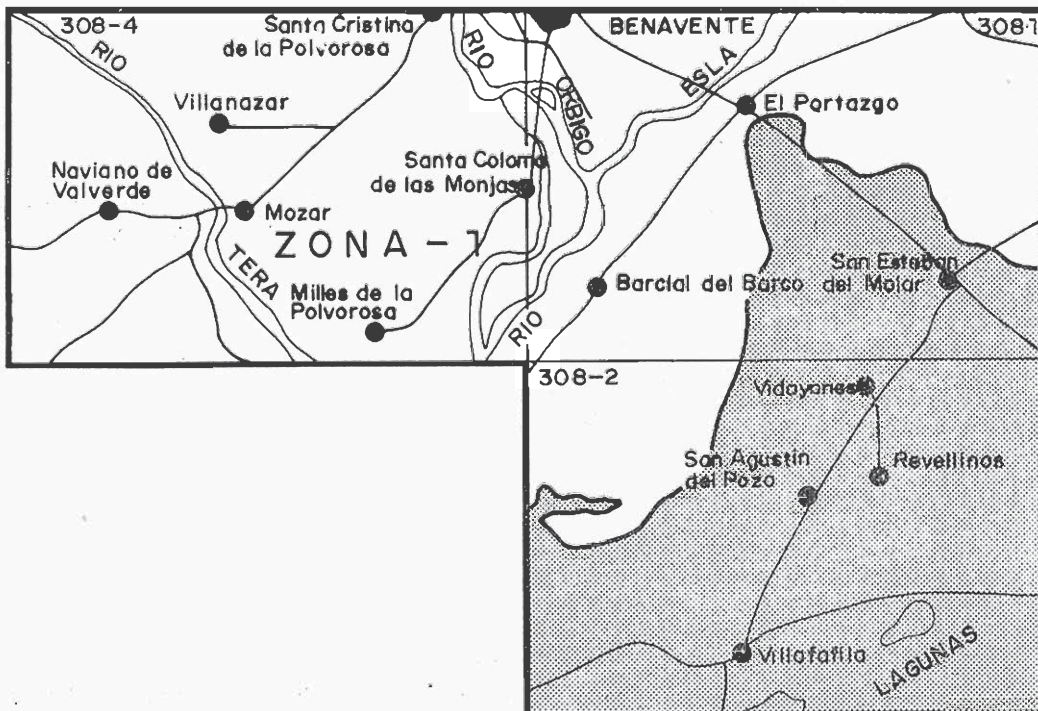 308-4
Santa Cristina
de la Polvorosa
RIO
RIO
ORBIGO
BENAVENTE
ESLA
308-1
Villanazar
El Portazgo
Naviano de
Valverde
Santa Coloma
de las Monjas
Mozar
ZONA-1
TERA
Milles de la
Polvorosa
RIO
Barcial del Barco
San Esteban
del Molar
308-2
Vidayanes
San Agustin
del Pozo
Revellinos
Villafafila
LAGUNAS